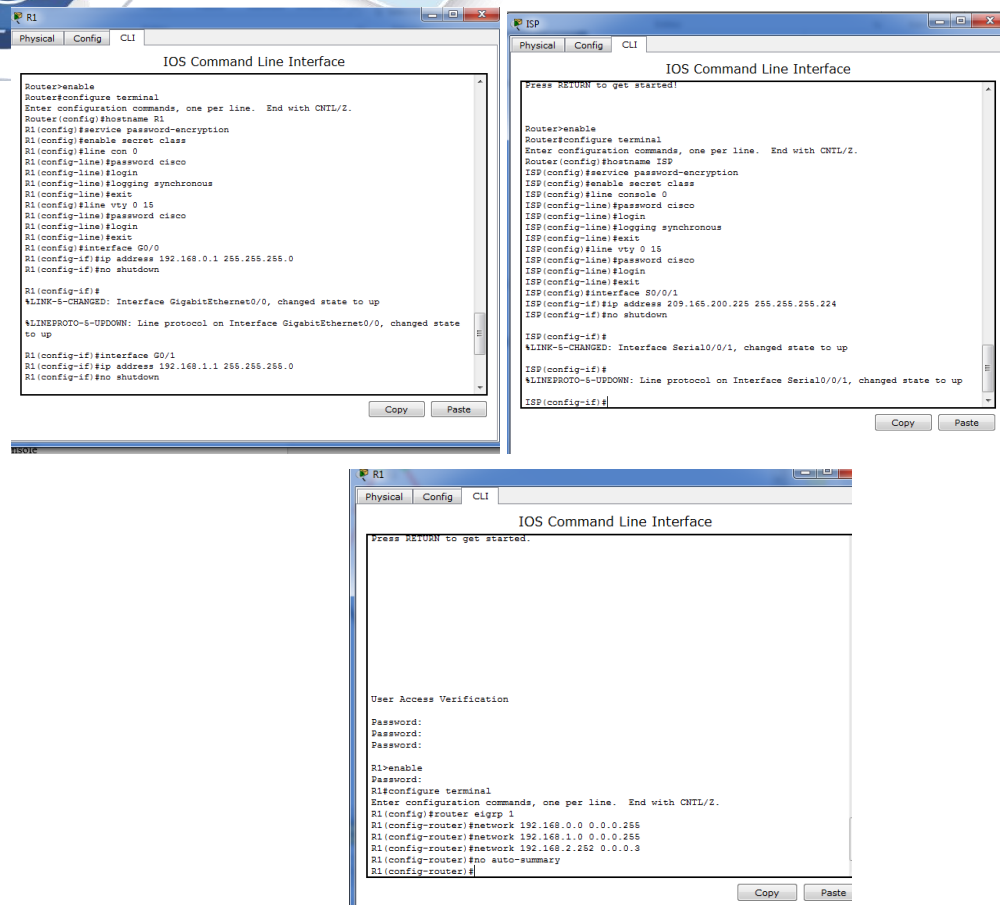 R1
Physical Config CLI
IOS Command Line Interface
Router>enable
Router#configure terminal
Enter configuration commands, one per line.  End with CNTL/Z.
Router(config)#hostname R1
R1(config)#service password-encryption
R1(config)#enable secret class
R1(config)#line con 0
R1(config-line)#password cisco
R1(config-line)#login
R1(config-line)#logging synchronous
R1(config-line)#exit
R1(config)#line vty 0 15
R1(config-line)#password cisco
R1(config-line)#login
R1(config-line)#exit
R1(config)#interface G0/0
R1(config-if)#ip address 192.168.0.1 255.255.255.0
R1(config-if)#no shutdown
R1(config-if)#
%LINK-5-CHANGED: Interface GigabitEthernet0/0, changed state to up
%LINEPROTO-5-UPDOWN: Line protocol on Interface GigabitEthernet0/0, changed state
to up
R1(config-if)#interface G0/1
R1(config-if)#ip address 192.168.1.1 255.255.255.0
R1(config-if)#no shutdown
Copy Paste
ISP
Physical Config CLI
IOS Command Line Interface
Press RETURN to get started!
Router>enable
Router#configure terminal
Enter configuration commands, one per line.  End with CNTL/Z.
Router(config)#hostname ISP
ISP(config)#service password-encryption
ISP(config)#enable secret class
ISP(config)#line console 0
ISP(config-line)#password cisco
ISP(config-line)#login
ISP(config-line)#logging synchronous
ISP(config-line)#exit
ISP(config)#line vty 0 15
ISP(config-line)#password cisco
ISP(config-line)#login
ISP(config-line)#exit
ISP(config)#interface S0/0/1
ISP(config-if)#ip address 209.165.200.225 255.255.255.224
ISP(config-if)#no shutdown
ISP(config-if)#
%LINK-5-CHANGED: Interface Serial0/0/1, changed state to up
ISP(config-if)#
%LINEPROTO-5-UPDOWN: Line protocol on Interface Serial0/0/1, changed state to up
ISP(config-if)#
Copy Paste
R1
Physical Config CLI
IOS Command Line Interface
Press RETURN to get started.
User Access Verification
Password:
Password:
Password:
R1>enable
Password:
R1#configure terminal
Enter configuration commands, one per line.  End with CNTL/Z.
R1(config)#router eigrp 1
R1(config-router)#network 192.168.0.0 0.0.0.255
R1(config-router)#network 192.168.1.0 0.0.0.255
R1(config-router)#network 192.168.2.252 0.0.0.3
R1(config-router)#no auto-summary
R1(config-router)#
Copy Paste